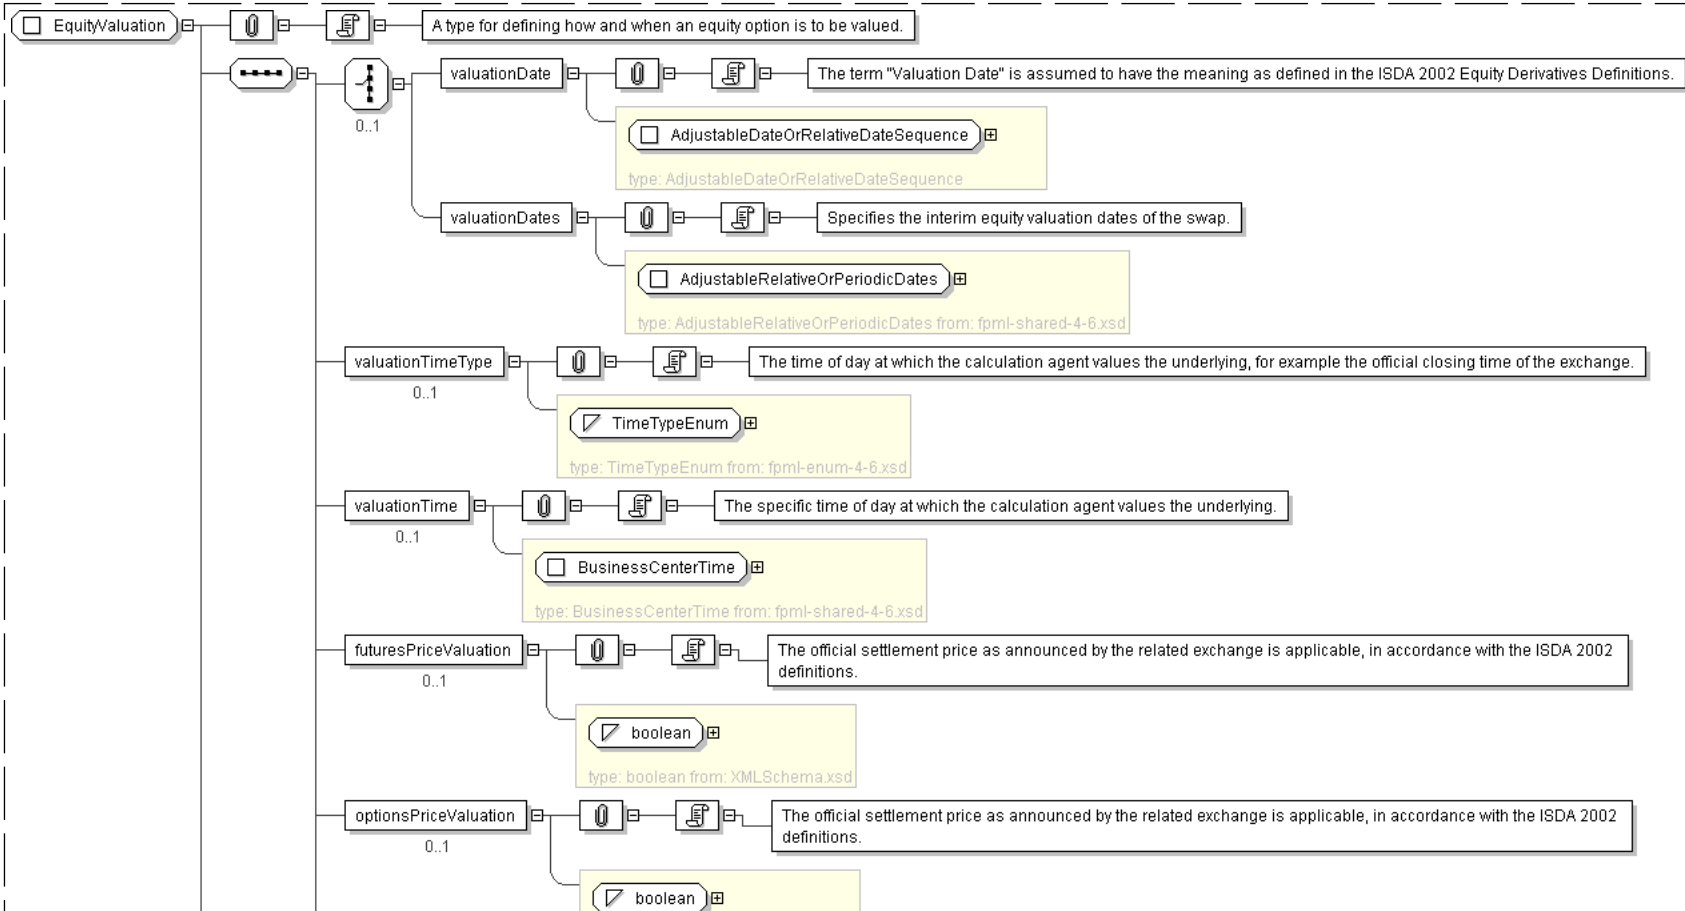 EquityValuation
A type for defining how and when an equity option is to be valued.
valuationDate
The term "Valuation Date" is assumed to have the meaning as defined in the ISDA 2002 Equity Derivatives Definitions.
0..1
AdjustableDateOrRelativeDateSequence
type: AdjustableDateOrRelativeDateSequence
valuationDates
Specifies the interim equity valuation dates of the swap.
AdjustableRelativeOrPeriodicDates
type: AdjustableRelativeOrPeriodicDates from: fpml-shared-4-6.xsd
valuationTimeType
The time of day at which the calculation agent values the underlying, for example the official closing time of the exchange.
0..1
TimeTypeEnum
type: TimeTypeEnum from: fpml-enum-4-6.xsd
valuationTime
The specific time of day at which the calculation agent values the underlying.
0..1
BusinessCenterTime
type: BusinessCenterTime from: fpml-shared-4-6.xsd
futuresPriceValuation
The official settlement price as announced by the related exchange is applicable, in accordance with the ISDA 2002
definitions.
0..1
boolean
type: boolean from: XMLSchema.xsd
optionsPriceValuation
The official settlement price as announced by the related exchange is applicable, in accordance with the ISDA 2002
definitions.
0..1
boolean